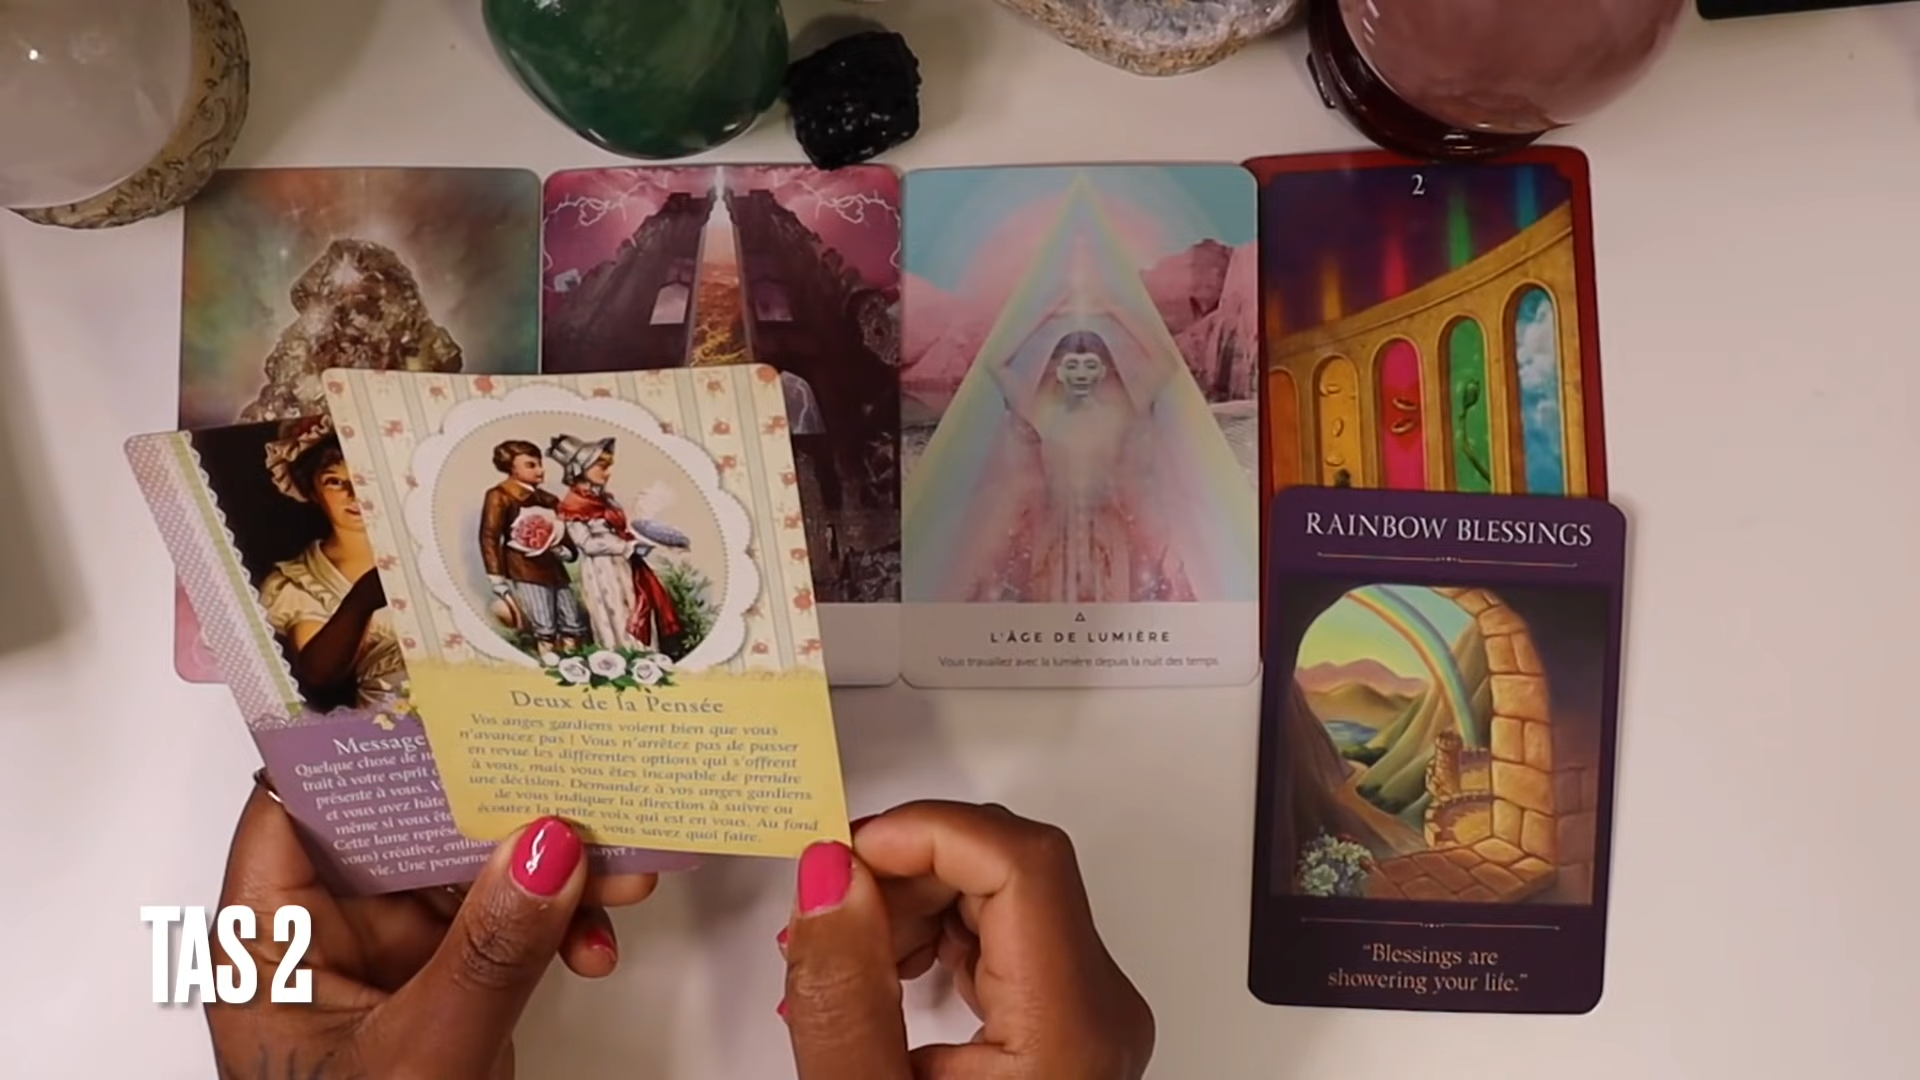 2
L'ÂGE DE LUMIÈRE
Vous travaillez avec la lumière depuis la nuit des temps.
RAINBOW BLESSINGS
"Blessings are
showering your life."
Deux de la Pensée
Vos anges gardiens voient bien que vous
n'avancez pas ! Vous n'arrêtez pas de passer
en revue les différentes options qui s'offrent
à vous, mais vous êtes incapable de prendre
une décision. Demandez à vos anges gardiens
de vous indiquer la direction à suivre ou
écoutez la petite voix qui est en vous. Au fond
vous savez quoi faire.
Message
Quelque chose de
trait à votre esprit
présente à vous.
et vous avez hâte
même si vous
Cette lame
vous) créative,
vie. Une personne
TAS 2